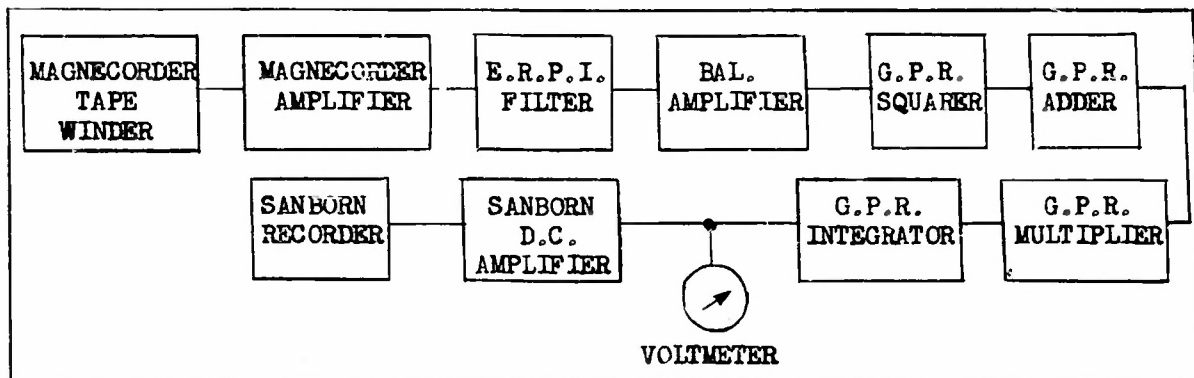 MAGNECORDER
TAPE
WINDER
MAGNECORDER
AMPLIFIER
E.R.P.I.
FILTER
BAL.
AMPLIFIER
G.P.R.
SQUARER
G.P.R.
ADDER
SANBORN
RECORDER
SANBORN
D.C.
AMPLIFIER
G.P.R.
INTEGRATOR
G.P.R.
MULTIPLIER
VOLTMETER